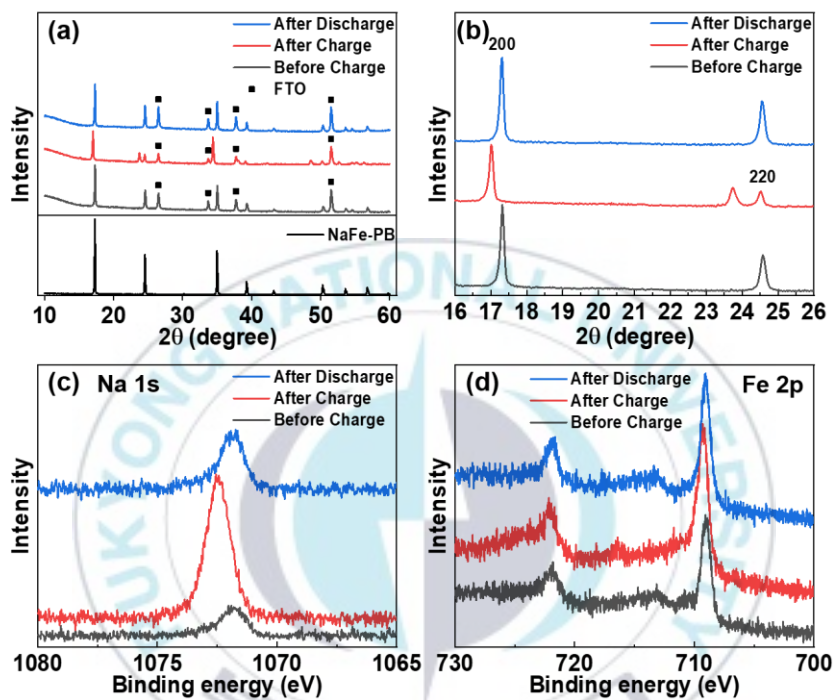 (a)
After Discharge
After Charge
Before Charge
FTO
NaFe-PB
Intensity
10 20 30 40 50 60
2θ (degree)
(b)
After Discharge
After Charge
Before Charge
200
220
Intensity
16 17 18 19 20 21 22 23 24 25 26
2θ (degree)
(c) Na 1s
After Discharge
After Charge
Before Charge
Intensity
1080 1075 1070 1065
Binding energy (eV)
(d) Fe 2p
After Discharge
After Charge
Before Charge
Intensity
730 720 710 700
Binding energy (eV)
UKYONG NATIONAL UNIVERSITY